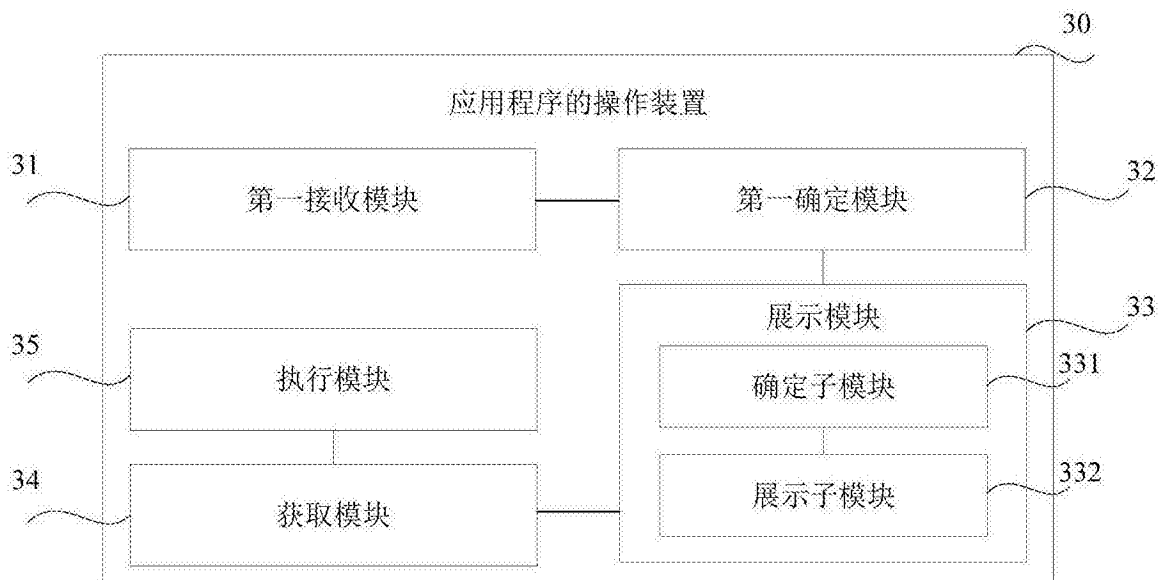 30
应用程序的操作装置
31
第一接收模块
第一确定模块
32
展示模块
33
35
执行模块
确定子模块
331
34
获取模块
展示子模块
332